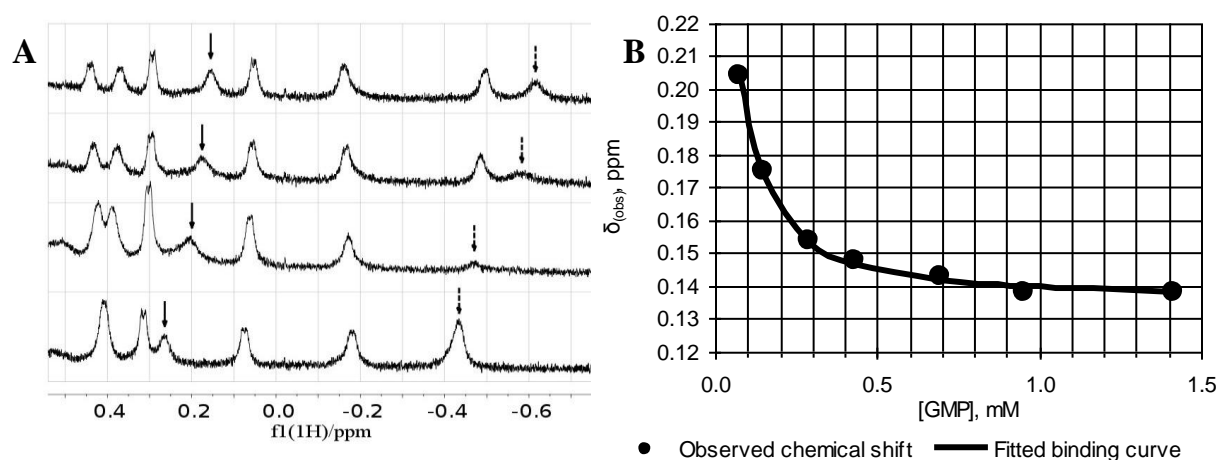 A
0.4 0.2 0.0 -0.2 -0.4 -0.6
f1(1H)/ppm
B
0.22
0.21
0.20
0.19
0.18
0.17
0.16
0.15
0.14
0.13
0.12
δ(obs), ppm
0.0 0.5 1.0 1.5
[GMP], mM
Observed chemical shift Fitted binding curve